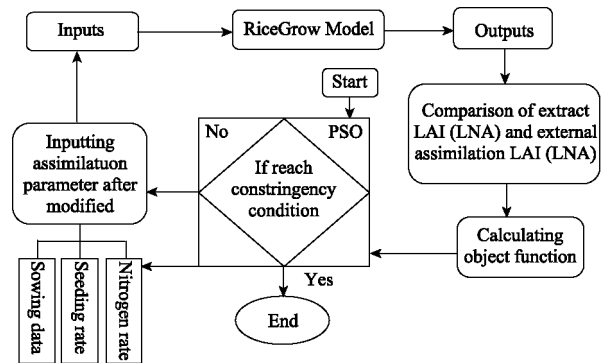 Inputs
RiceGrow Model
Outputs
Start
No
PSO
Comparison of extract
LAI (LNA) and external
assimilation LAI (LNA)
Inputting
assimilatuon
parameter after
modified
If reach
constringency
condition
Calculating
object function
Yes
End
Sowing data
Seeding rate
Nitrogen rate